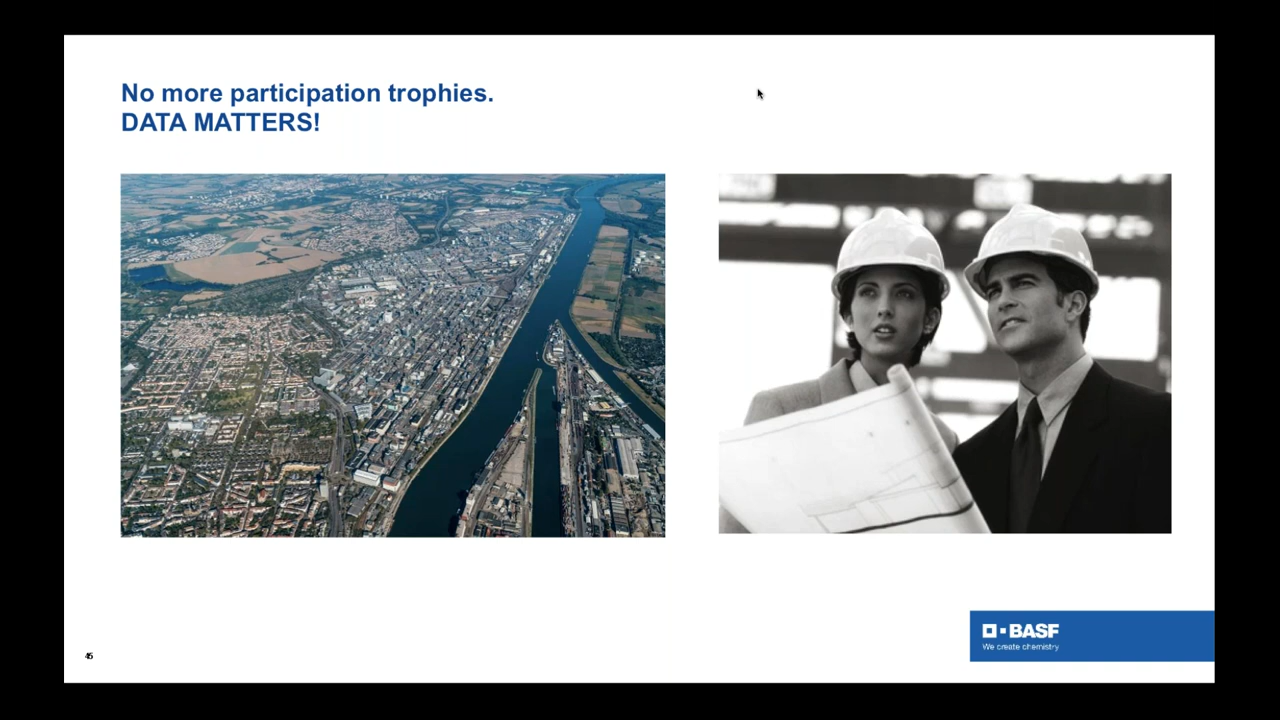 No more participation trophies.
DATA MATTERS!
BASF
We create chemistry
45